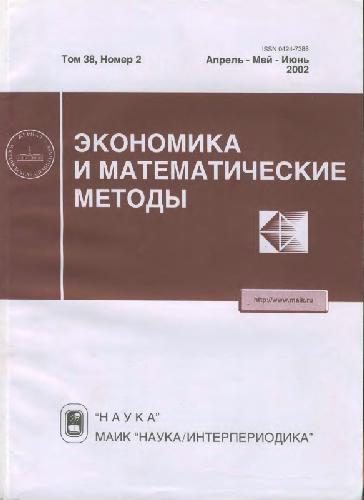 ISSN 0424-7388
Том 38, Номер 2
Апрель - Май - Июнь
2002
ЭКОНОМИКА
И МАТЕМАТИЧЕСКИЕ
МЕТОДЫ
http://www.maik.ru
"НАУКА"
МАИК "НАУКА/ИНТЕРПЕРИОДИКА"